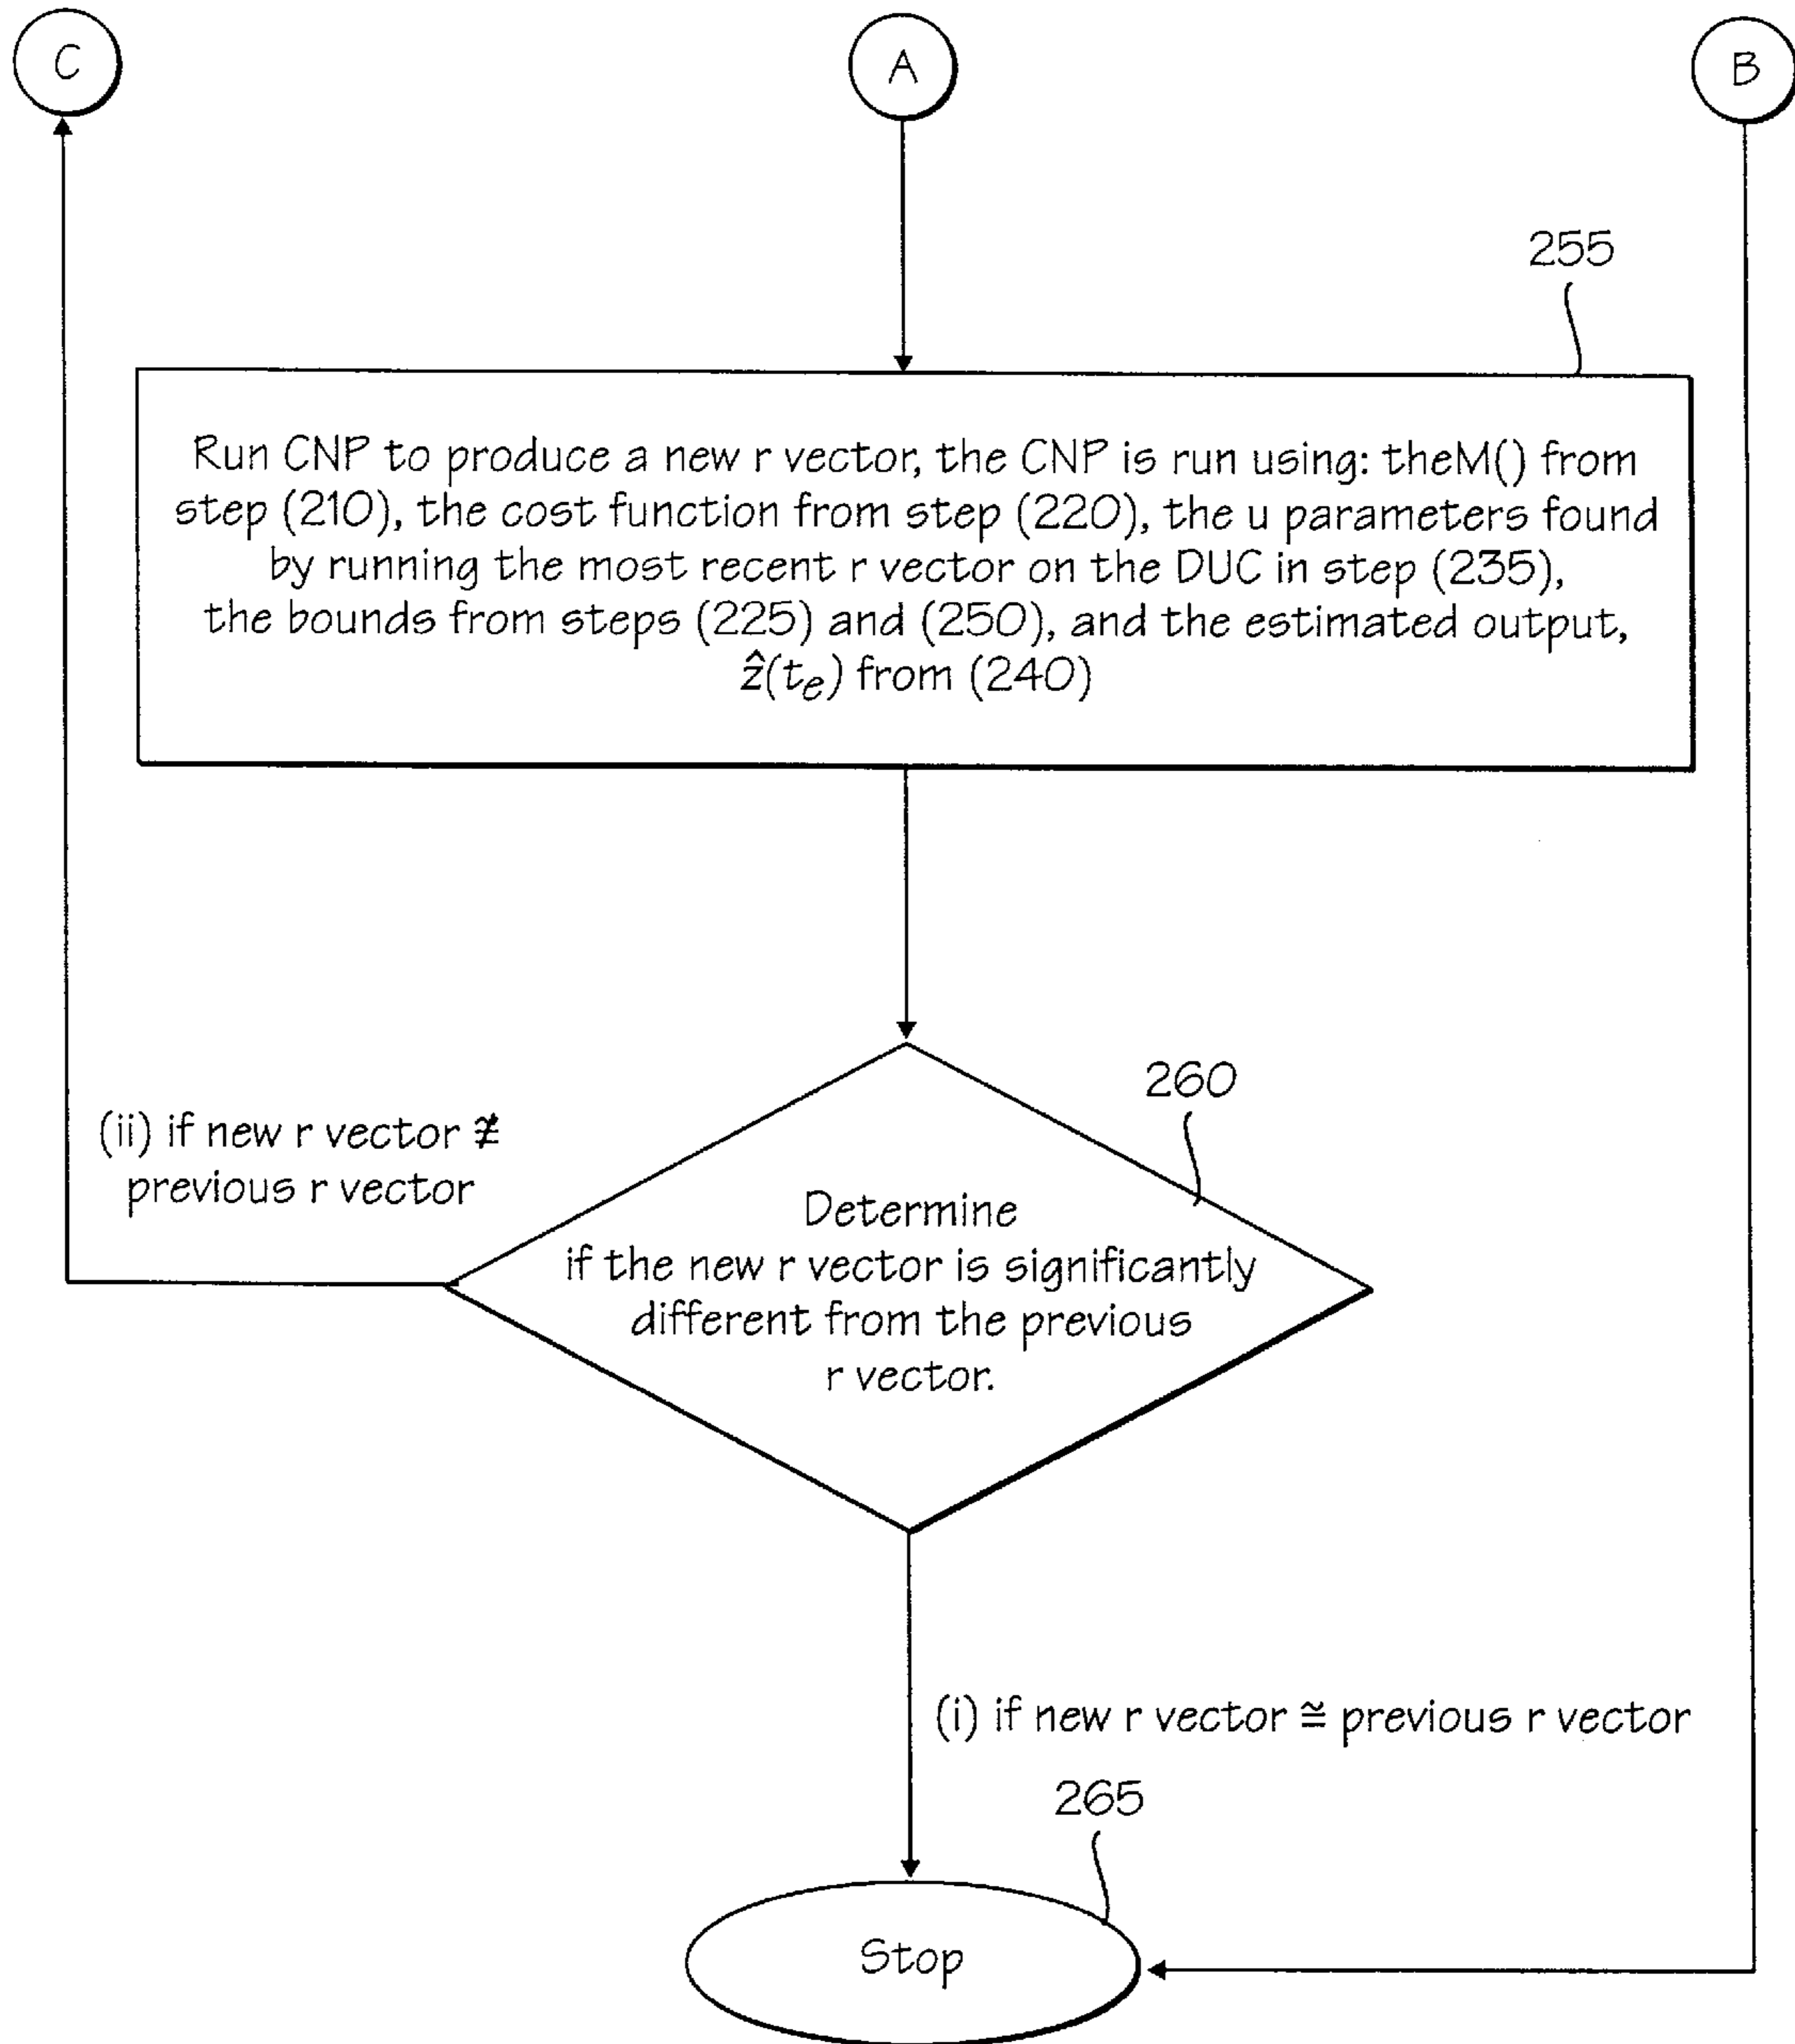 C
A
B
255
Run CNP to produce a new r vector, the CNP is run using: theM() from
step (210), the cost function from step (220), the u parameters found
by running the most recent r vector on the DUC in step (235),
the bounds from steps (225) and (250), and the estimated output,
ẑ(tₑ) from (240)
260
(ii) if new r vector ≇
previous r vector
Determine
if the new r vector is significantly
different from the previous
r vector.
(i) if new r vector ≅ previous r vector
265
Stop